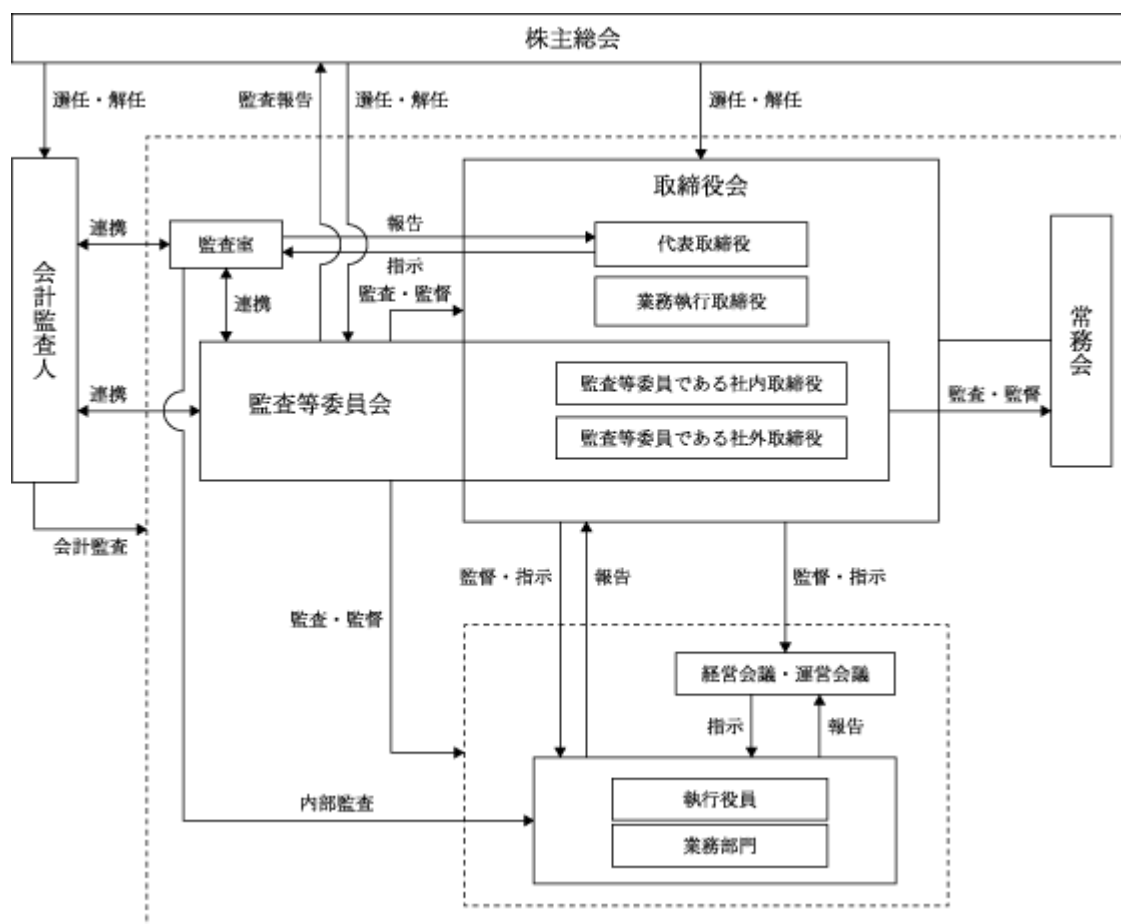 株主総会
選任・解任
監査報告
選任・解任
選任・解任
取締役会
連携
監査室
報告
代表取締役
指示
会計監査人
連携
監査・監督
業務執行取締役
常務会
監査等委員会
監査等委員である社内取締役
連携
監査・監督
監査等委員である社外取締役
会計監査
監督・指示
報告
監督・指示
監査・監督
経営会議・運営会議
指示
報告
内部監査
執行役員
業務部門